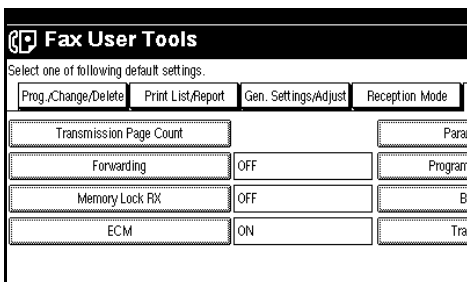 Fax User Tools
Select one of following default settings.
Prog./Change/Delete Print List/Report Gen. Settings/Adjust Reception Mode
Transmission Page Count
Forwarding OFF
Memory Lock RX OFF
ECM ON